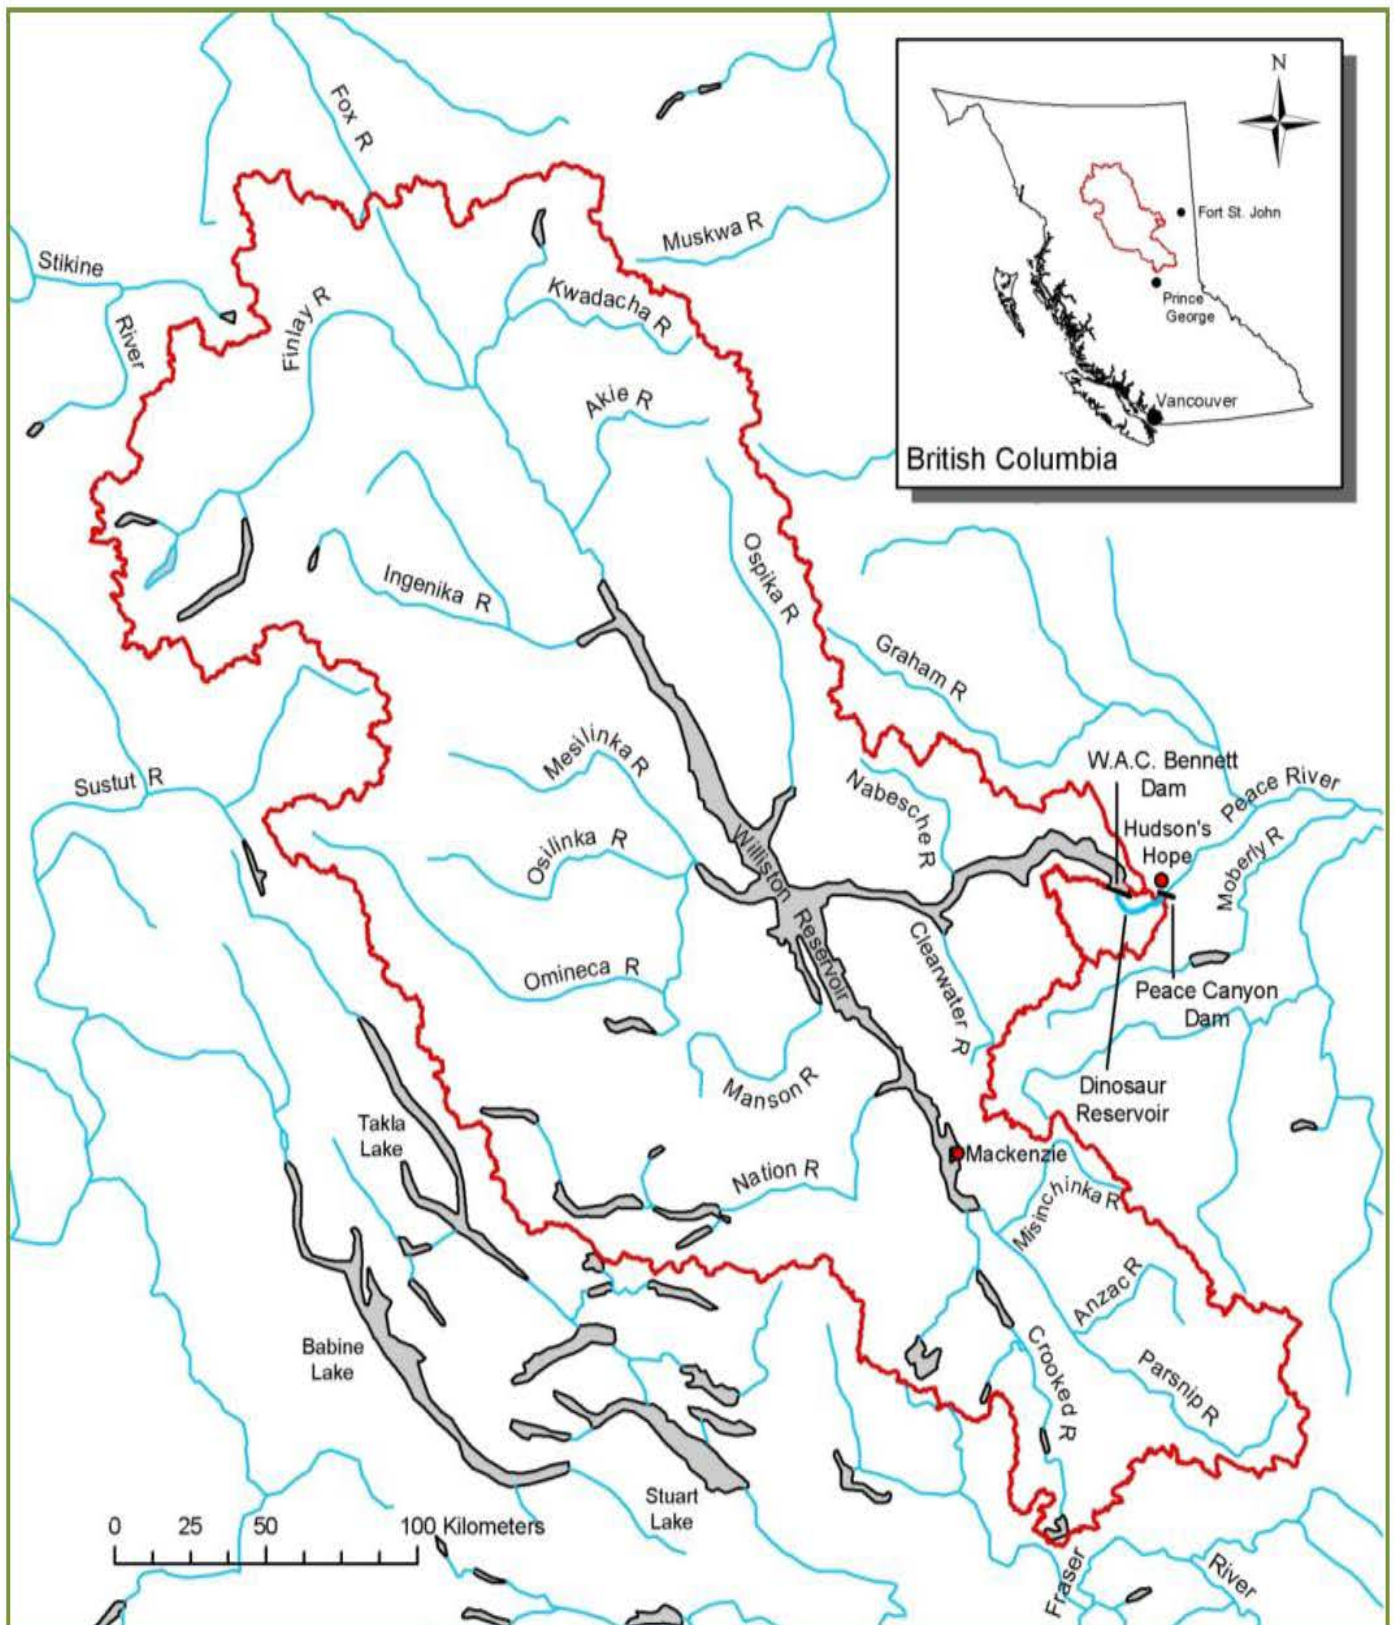 Fox R
N
Fort St. John
Prince
George
Vancouver
British Columbia
Muskwa R
Stikine
River
Finlay R
Kwadacha R
Akie R
Ospika R
Ingenika R
Graham R
Mesilinka R
Sustut R
W.A.C. Bennett
Dam
Peace River
Nabesche R
Hudson's
Hope
Moberly R
Osilinka R
Williston Reservoir
Clearwater R
Omineca R
Peace Canyon
Dam
Manson R
Dinosaur
Reservoir
Takla
Lake
Mackenzie
Nation R
Misinchinka R
Anzac R
Babine
Lake
Crooked R
Parsnip R
Stuart
Lake
0 25 50 100 Kilometers
Fraser
River